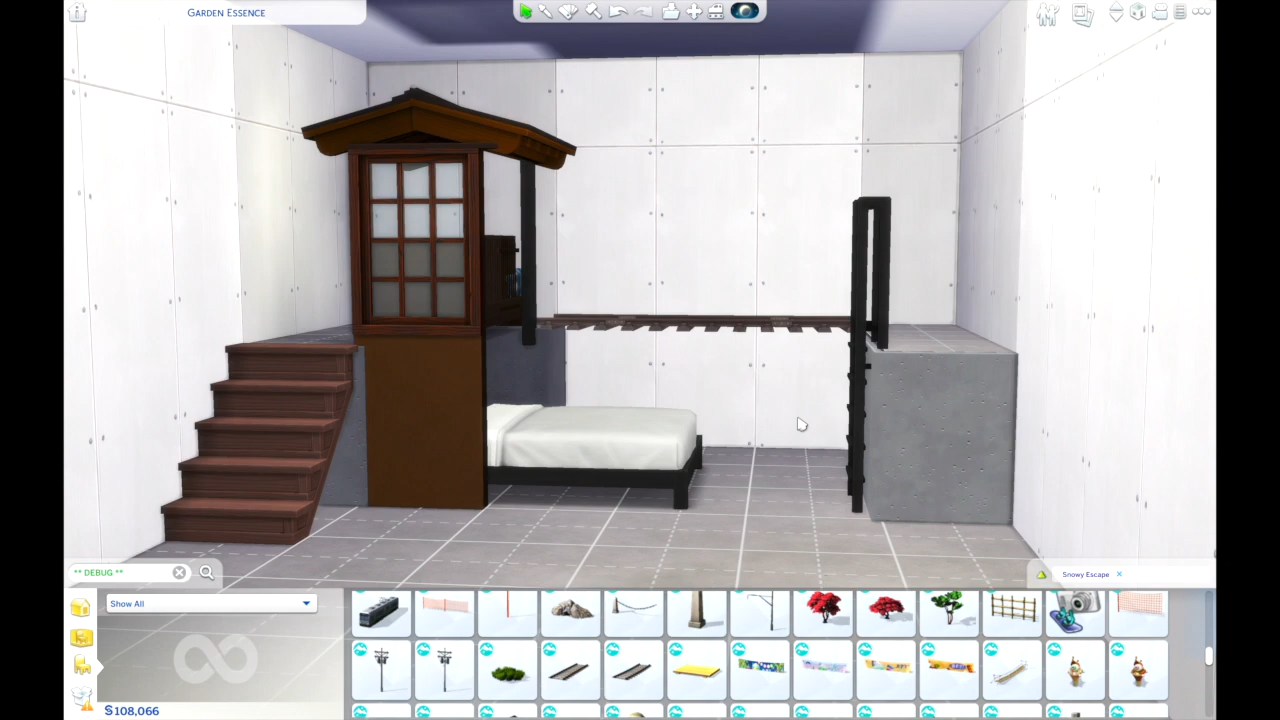 GARDEN ESSENCE
** DEBUG **
Snowy Escape
Show All
§108,066